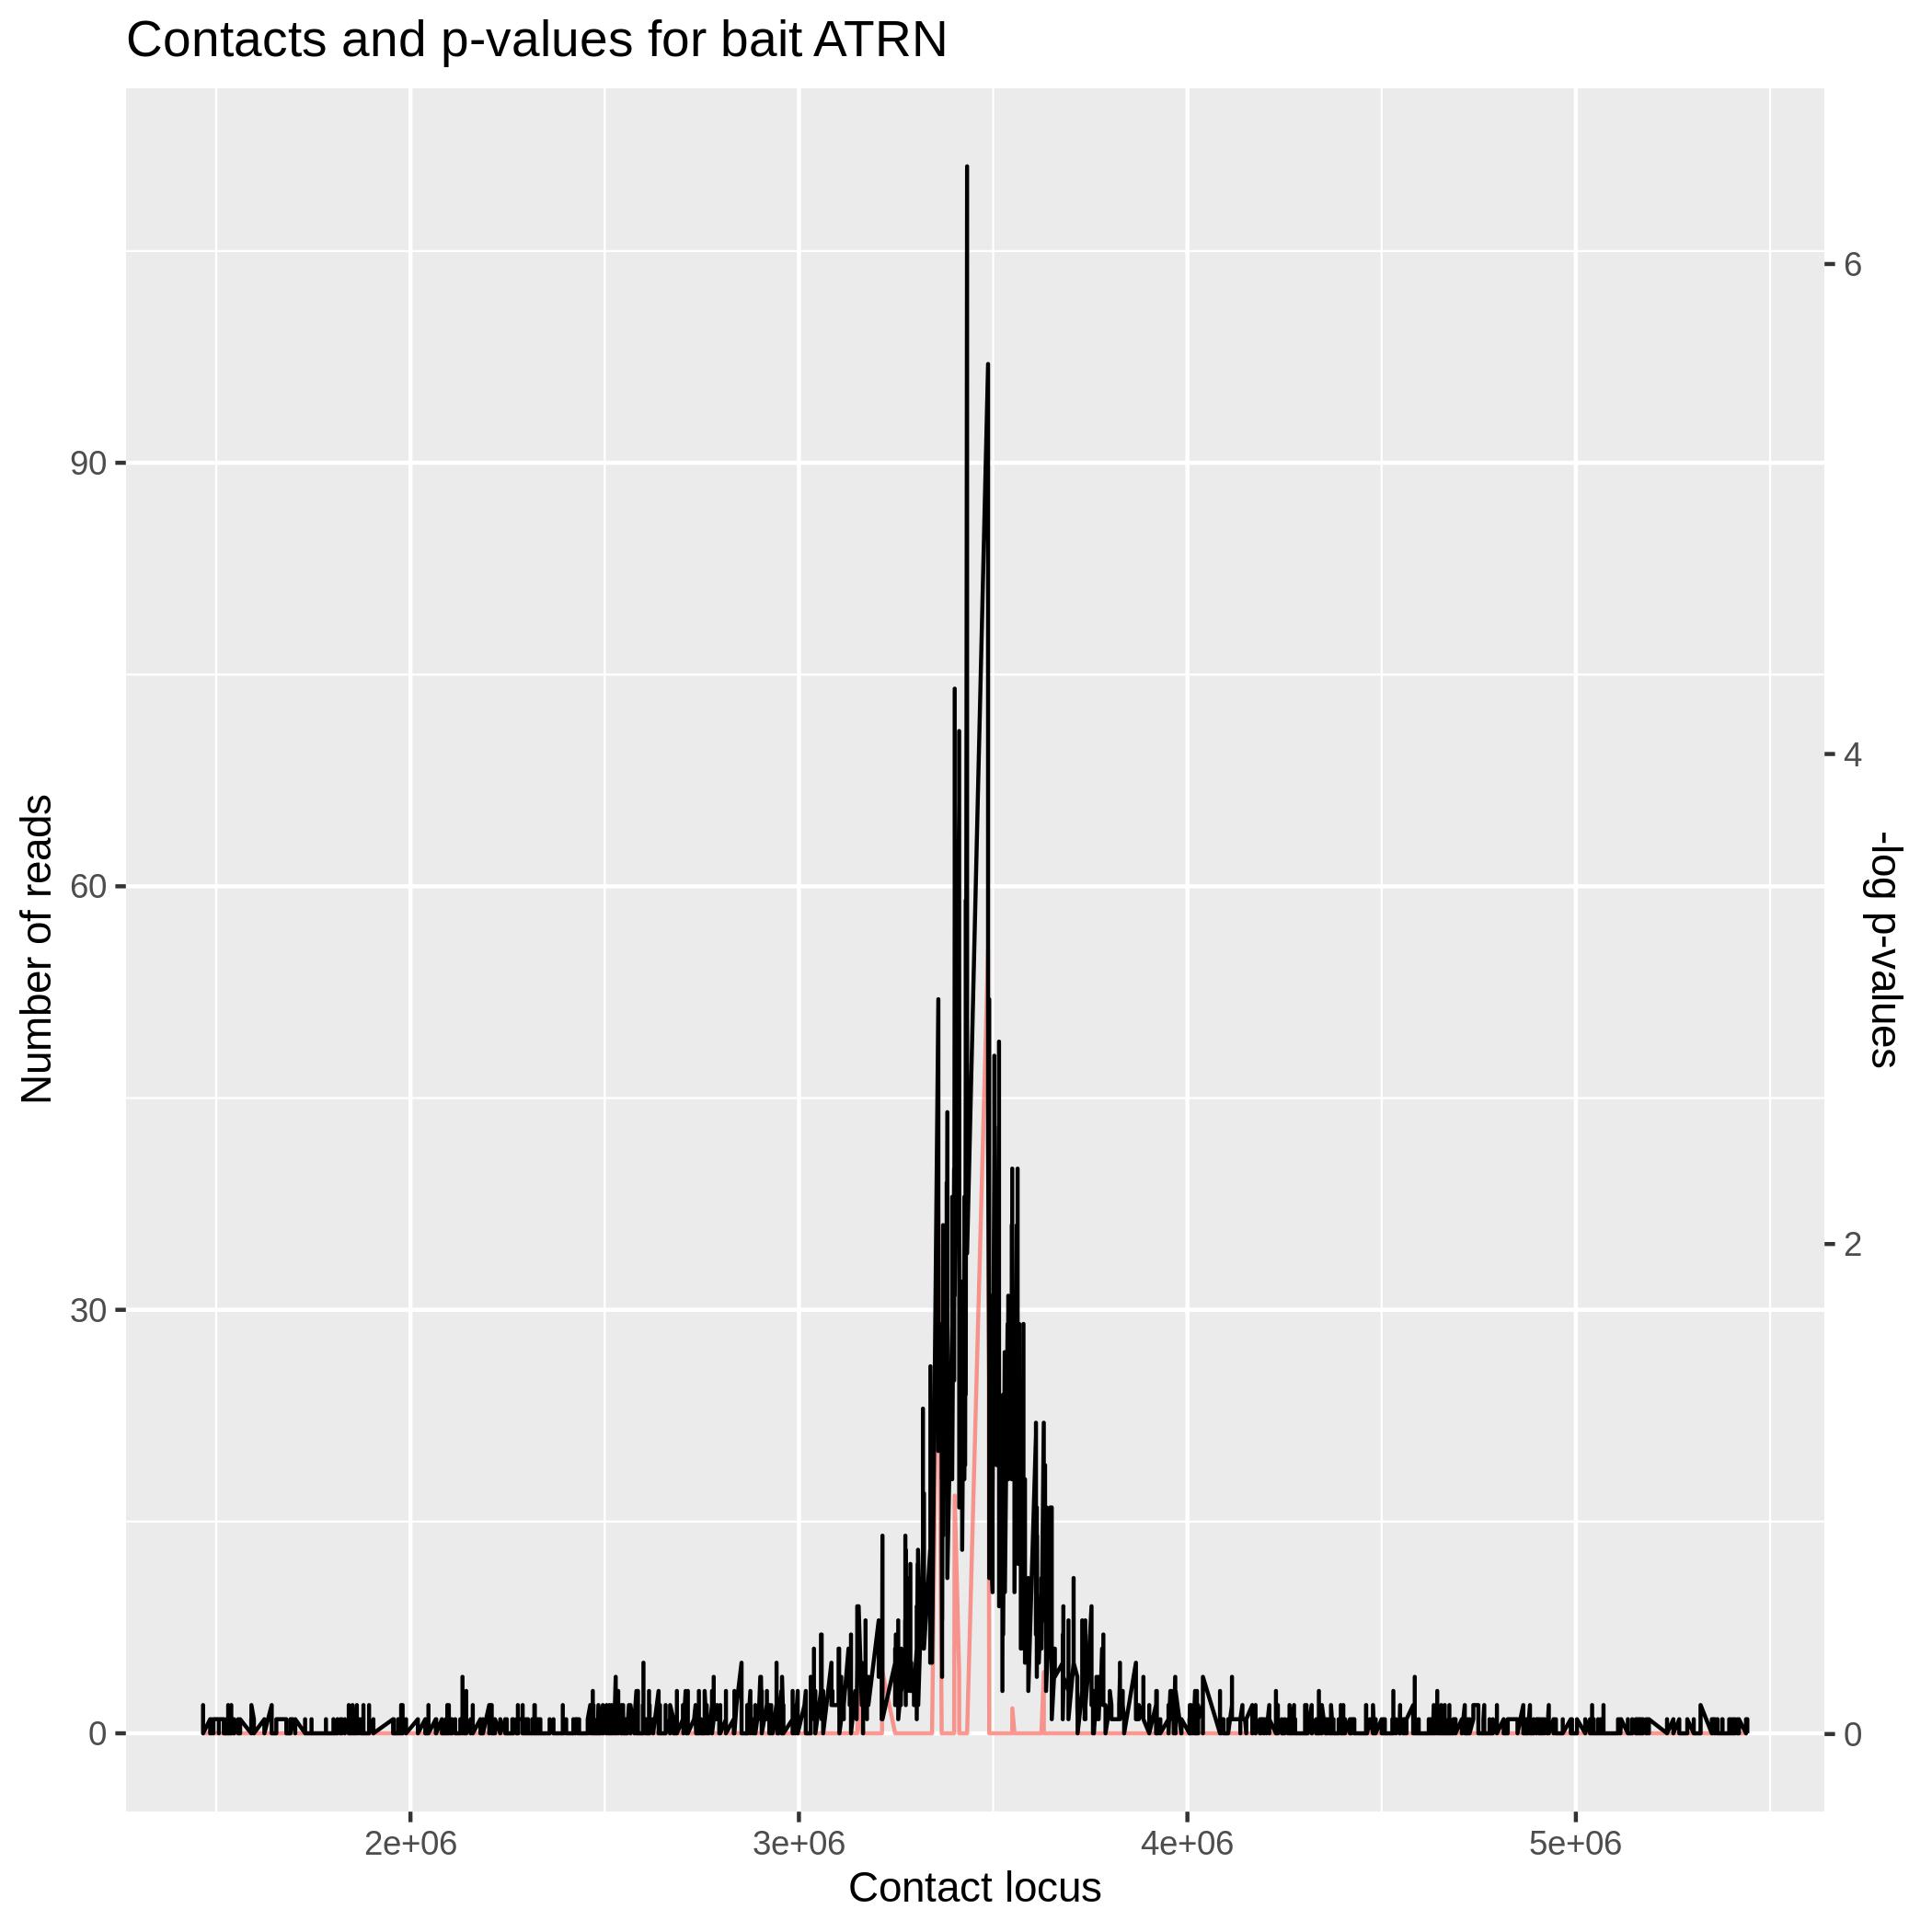 Contacts and p-values for bait ATRN
Number of reads
90
60
30
0
6
4
2
0
-log p-values
2e+06
3e+06
4e+06
5e+06
Contact locus